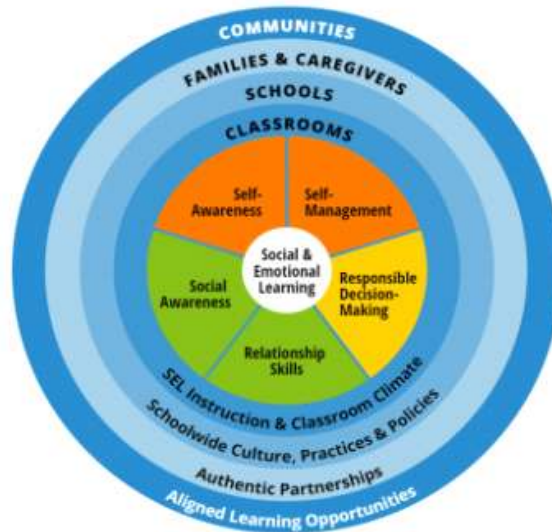 COMMUNITIES
FAMILIES & CAREGIVERS
SCHOOLS
CLASSROOMS
Self-
Awareness
Self-
Management
Social &
Emotional
Learning
Social
Awareness
Responsible
Decision-
Making
Relationship
Skills
SEL Instruction & Classroom Climate
Schoolwide Culture, Practices & Policies
Authentic Partnerships
Aligned Learning Opportunities